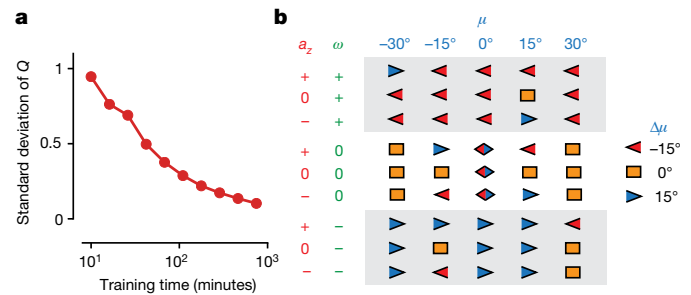 a
Standard deviation of Q
1
0.5
0
10¹ 10² 10³
Training time (minutes)
b
μ
a_z ω −30° −15° 0° 15° 30°
+ +
0 +
− +
+ 0
0 0
− 0
+ −
0 −
− −
Δμ
−15°
0°
15°